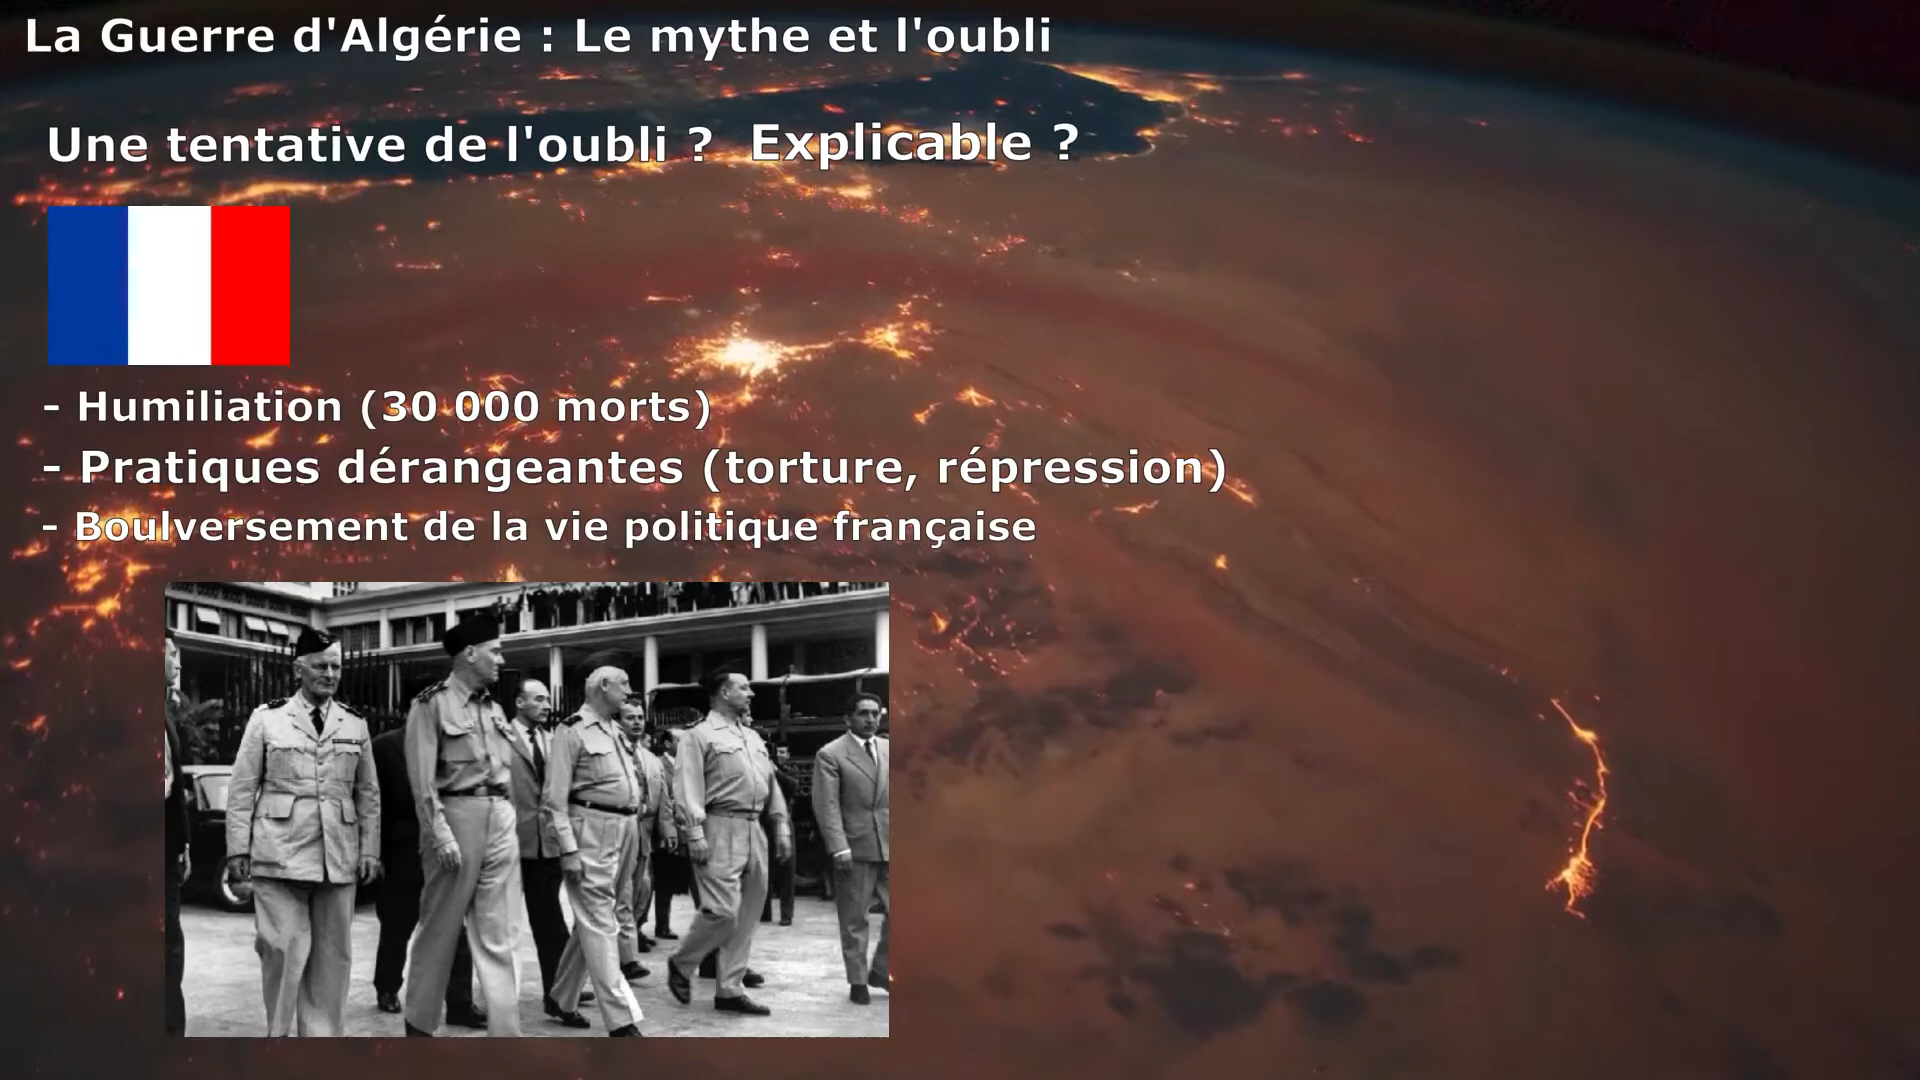 La Guerre d'Algérie : Le mythe et l'oubli
Une tentative de l'oubli ? Explicable ?
- Humiliation (30 000 morts)
- Pratiques dérangeantes (torture, répression)
- Boulversement de la vie politique française